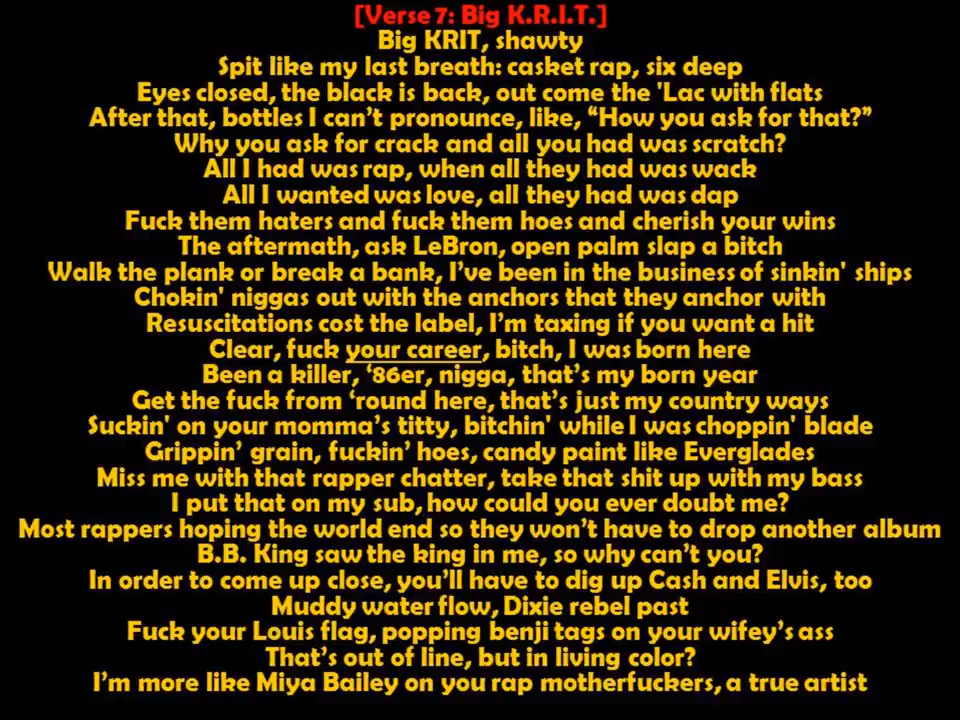 [Verse 7: Big K.R.I.T.]
Big KRIT, shawty
Spit like my last breath: casket rap, six deep
Eyes closed, the black is back, out come the 'Lac with flats
After that, bottles I can't pronounce, like, “How you ask for that?”
Why you ask for crack and all you had was scratch?
All I had was rap, when all they had was wack
All I wanted was love, all they had was dap
Fuck them haters and fuck them hoes and cherish your wins
The aftermath, ask LeBron, open palm slap a bitch
Walk the plank or break a bank, I've been in the business of sinkin' ships
Chokin' niggas out with the anchors that they anchor with
Resuscitations cost the label, I'm taxing if you want a hit
Clear, fuck your career, bitch, I was born here
Been a killer, ‘86er, nigga, that's my born year
Get the fuck from ‘round here, that's just my country ways
Suckin' on your momma's titty, bitchin' while I was choppin' blade
Grippin' grain, fuckin' hoes, candy paint like Everglades
Miss me with that rapper chatter, take that shit up with my bass
I put that on my sub, how could you ever doubt me?
Most rappers hoping the world end so they won't have to drop another album
B.B. King saw the king in me, so why can't you?
In order to come up close, you'll have to dig up Cash and Elvis, too
Muddy water flow, Dixie rebel past
Fuck your Louis flag, popping benji tags on your wifey's ass
That's out of line, but in living color?
I'm more like Miya Bailey on you rap motherfuckers, a true artist